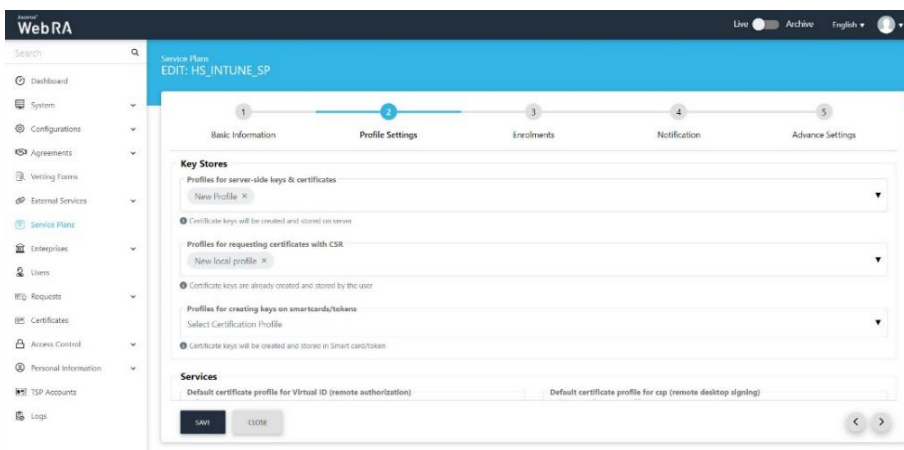 Ascertia
WebRA
Live Archive English
Search
Service Plans
EDIT: HS_INTUNE_SP
Dashboard
System
Configurations
Agreements
Vetting Forms
External Services
Service Plans
Enterprises
Users
Requests
Certificates
Access Control
Personal Information
TSP Accounts
Logs
1 2 3 4 5
Basic Information Profile Settings Enrolments Notification Advance Settings
Key Stores
Profiles for server-side keys & certificates
New Profile ×
Certificate keys will be created and stored on server
Profiles for requesting certificates with CSR
New local profile ×
Certificate keys are already created and stored by the user
Profiles for creating keys on smartcards/tokens
Select Certification Profile
Certificate keys will be created and stored in Smart card/token
Services
Default certificate profile for Virtual ID (remote authorization) Default certificate profile for csp (remote desktop signing)
SAVE CLOSE